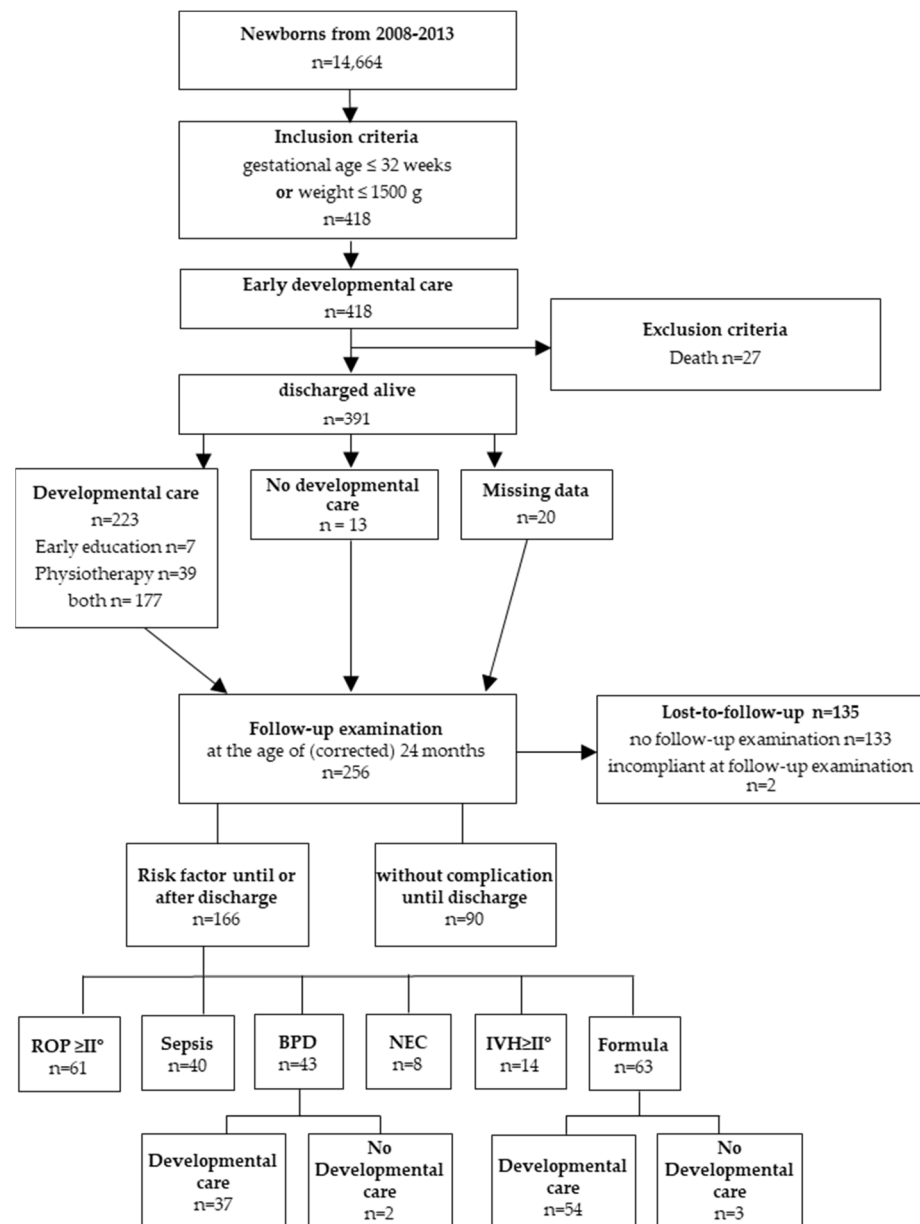 Newborns from 2008-2013
n=14,664
Inclusion criteria
gestational age ≤ 32 weeks
or weight ≤ 1500 g
n=418
Early developmental care
n=418
Exclusion criteria
Death n=27
discharged alive
n=391
Developmental care
n=223
Early education n=7
Physiotherapy n=39
both n= 177
No developmental
care
n = 13
Missing data
n=20
Follow-up examination
at the age of (corrected) 24 months
n=256
Lost-to-follow-up n=135
no follow-up examination n=133
incompliant at follow-up examination
n=2
Risk factor until or
after discharge
n=166
without complication
until discharge
n=90
ROP ≥II°
n=61
Sepsis
n=40
BPD
n=43
NEC
n=8
IVH≥II°
n=14
Formula
n=63
Developmental
care
n=37
No
Developmental
care
n=2
Developmental
care
n=54
No
Developmental
care
n=3